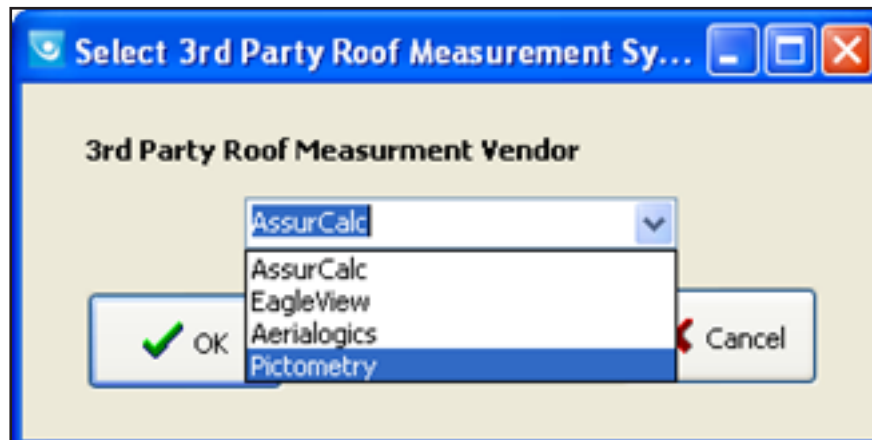 Select 3rd Party Roof Measurement Sy...
3rd Party Roof Measurment Vendor
AssurCalc
AssurCalc
EagleView
Aerialogics
Pictometry
OK
Cancel